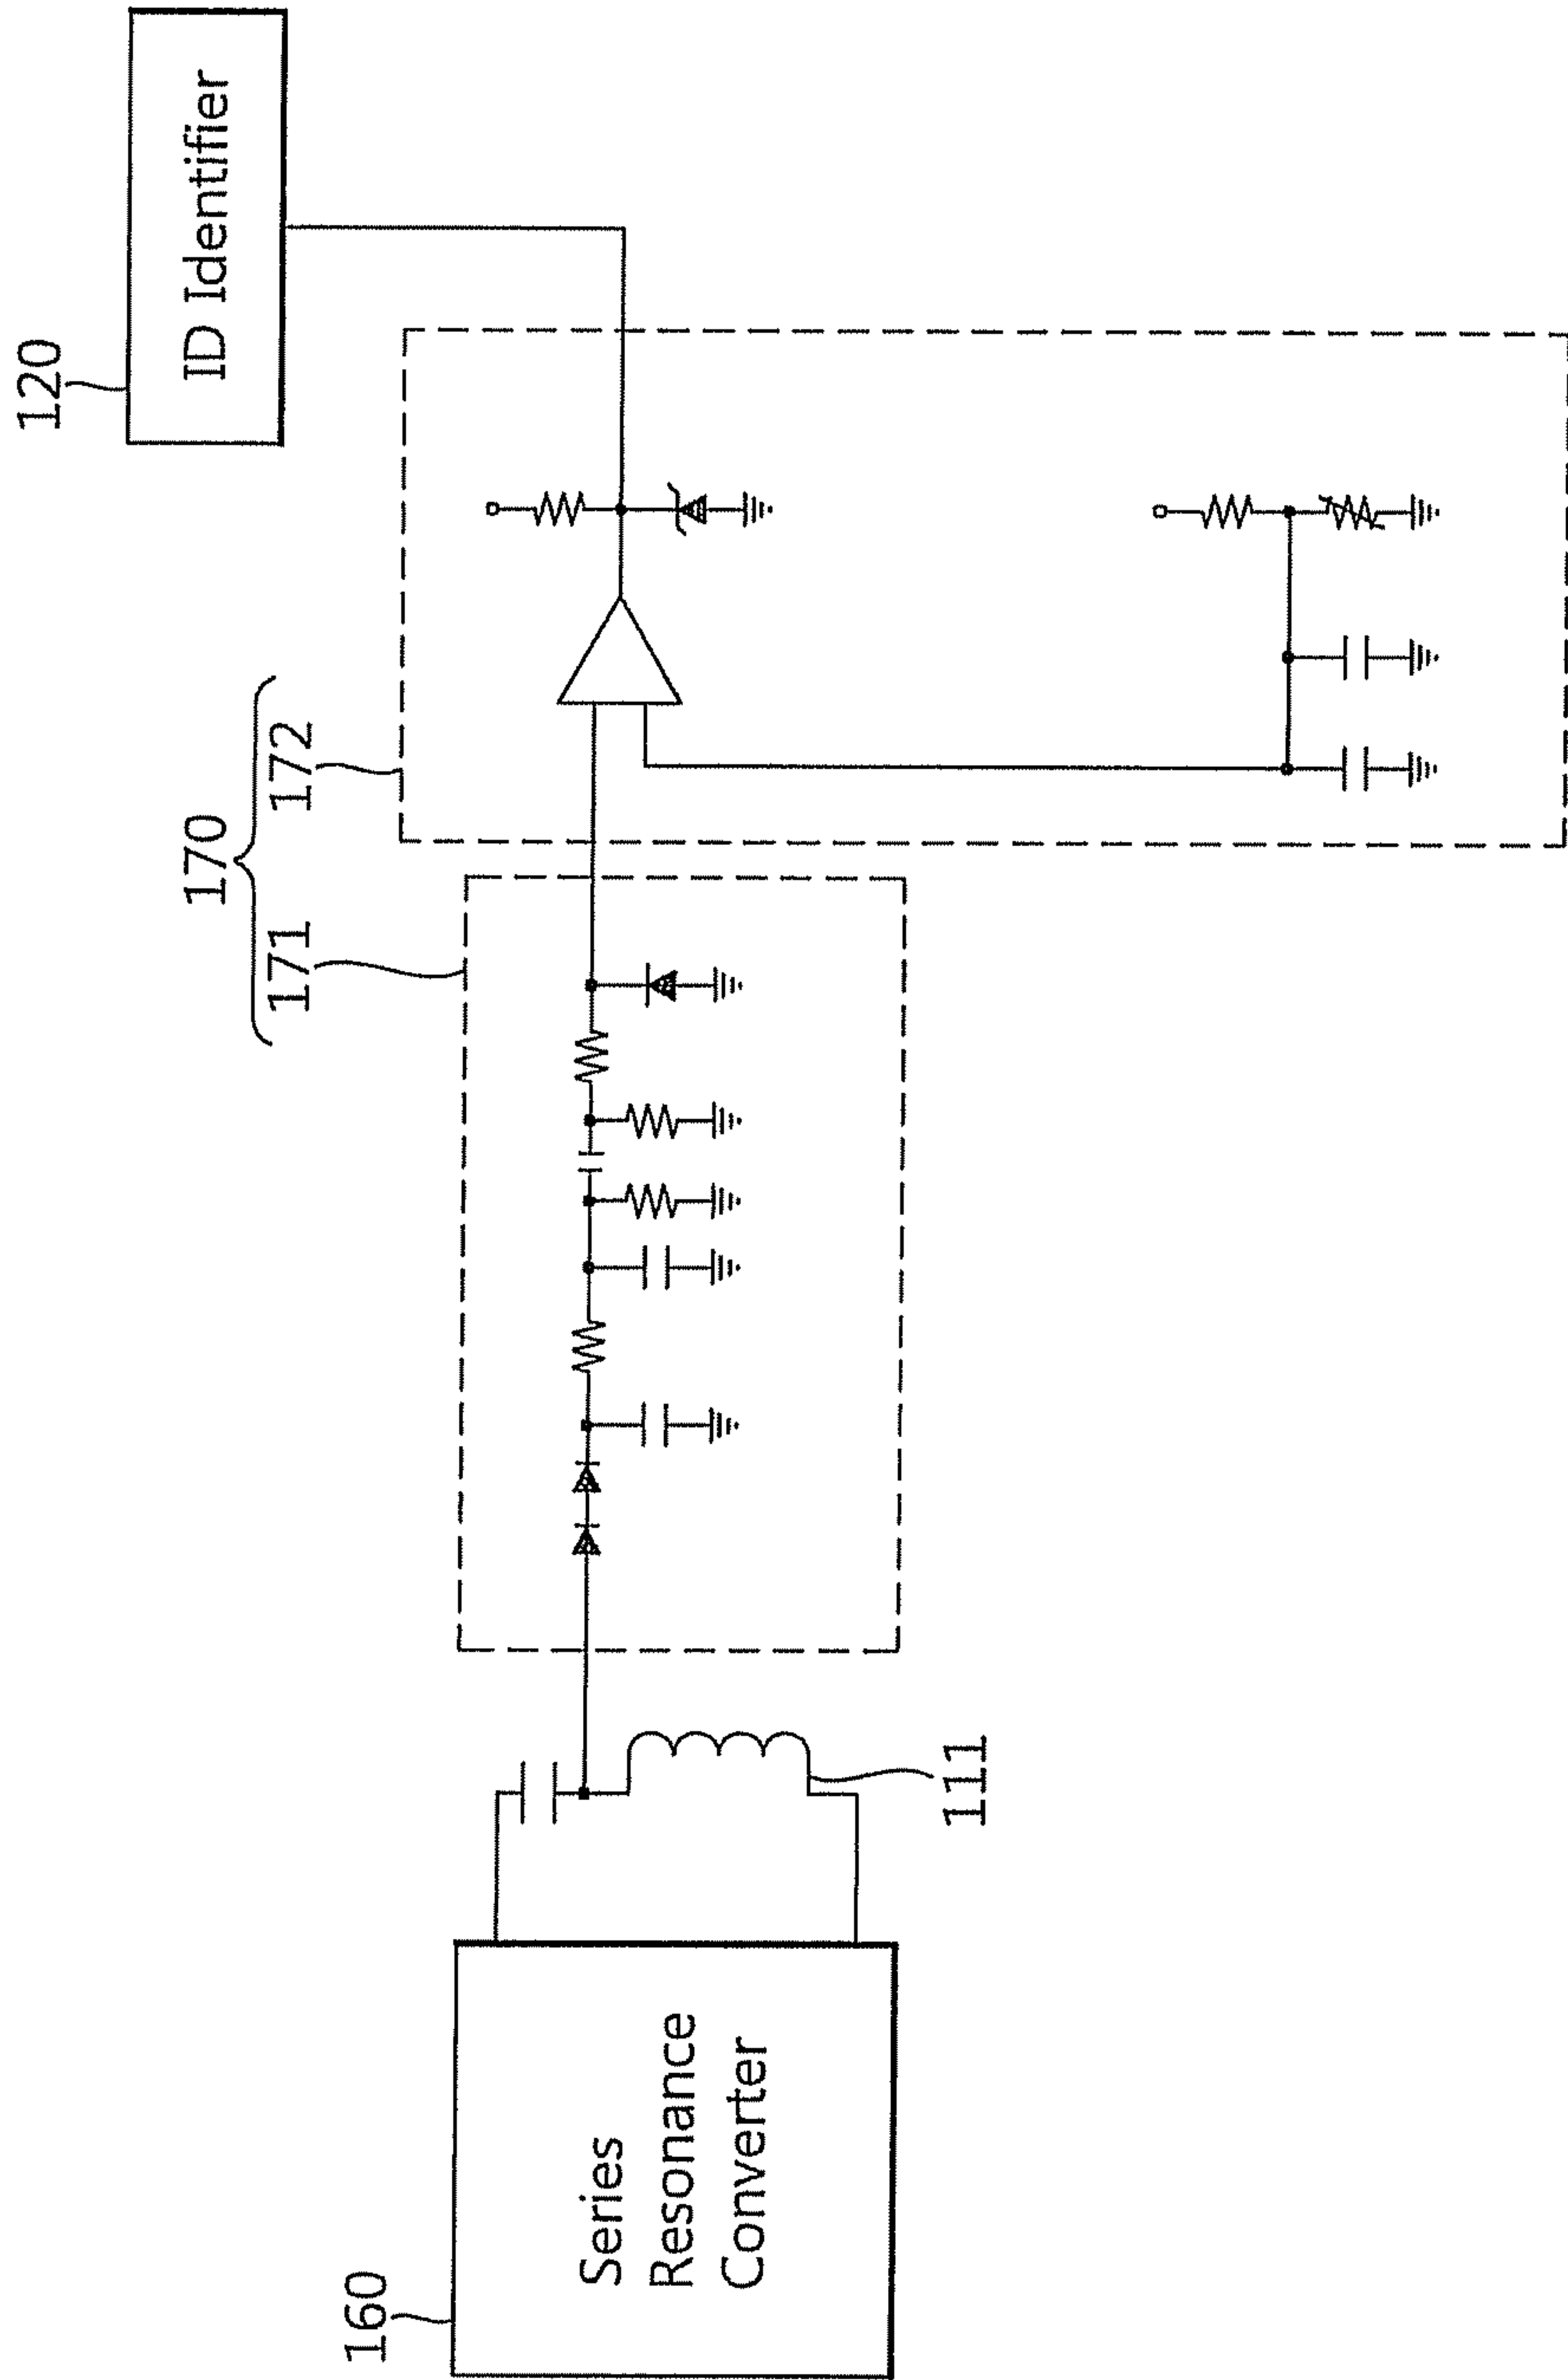 120
ID Identifier
170
171
172
160
Series
Resonance
Converter
111